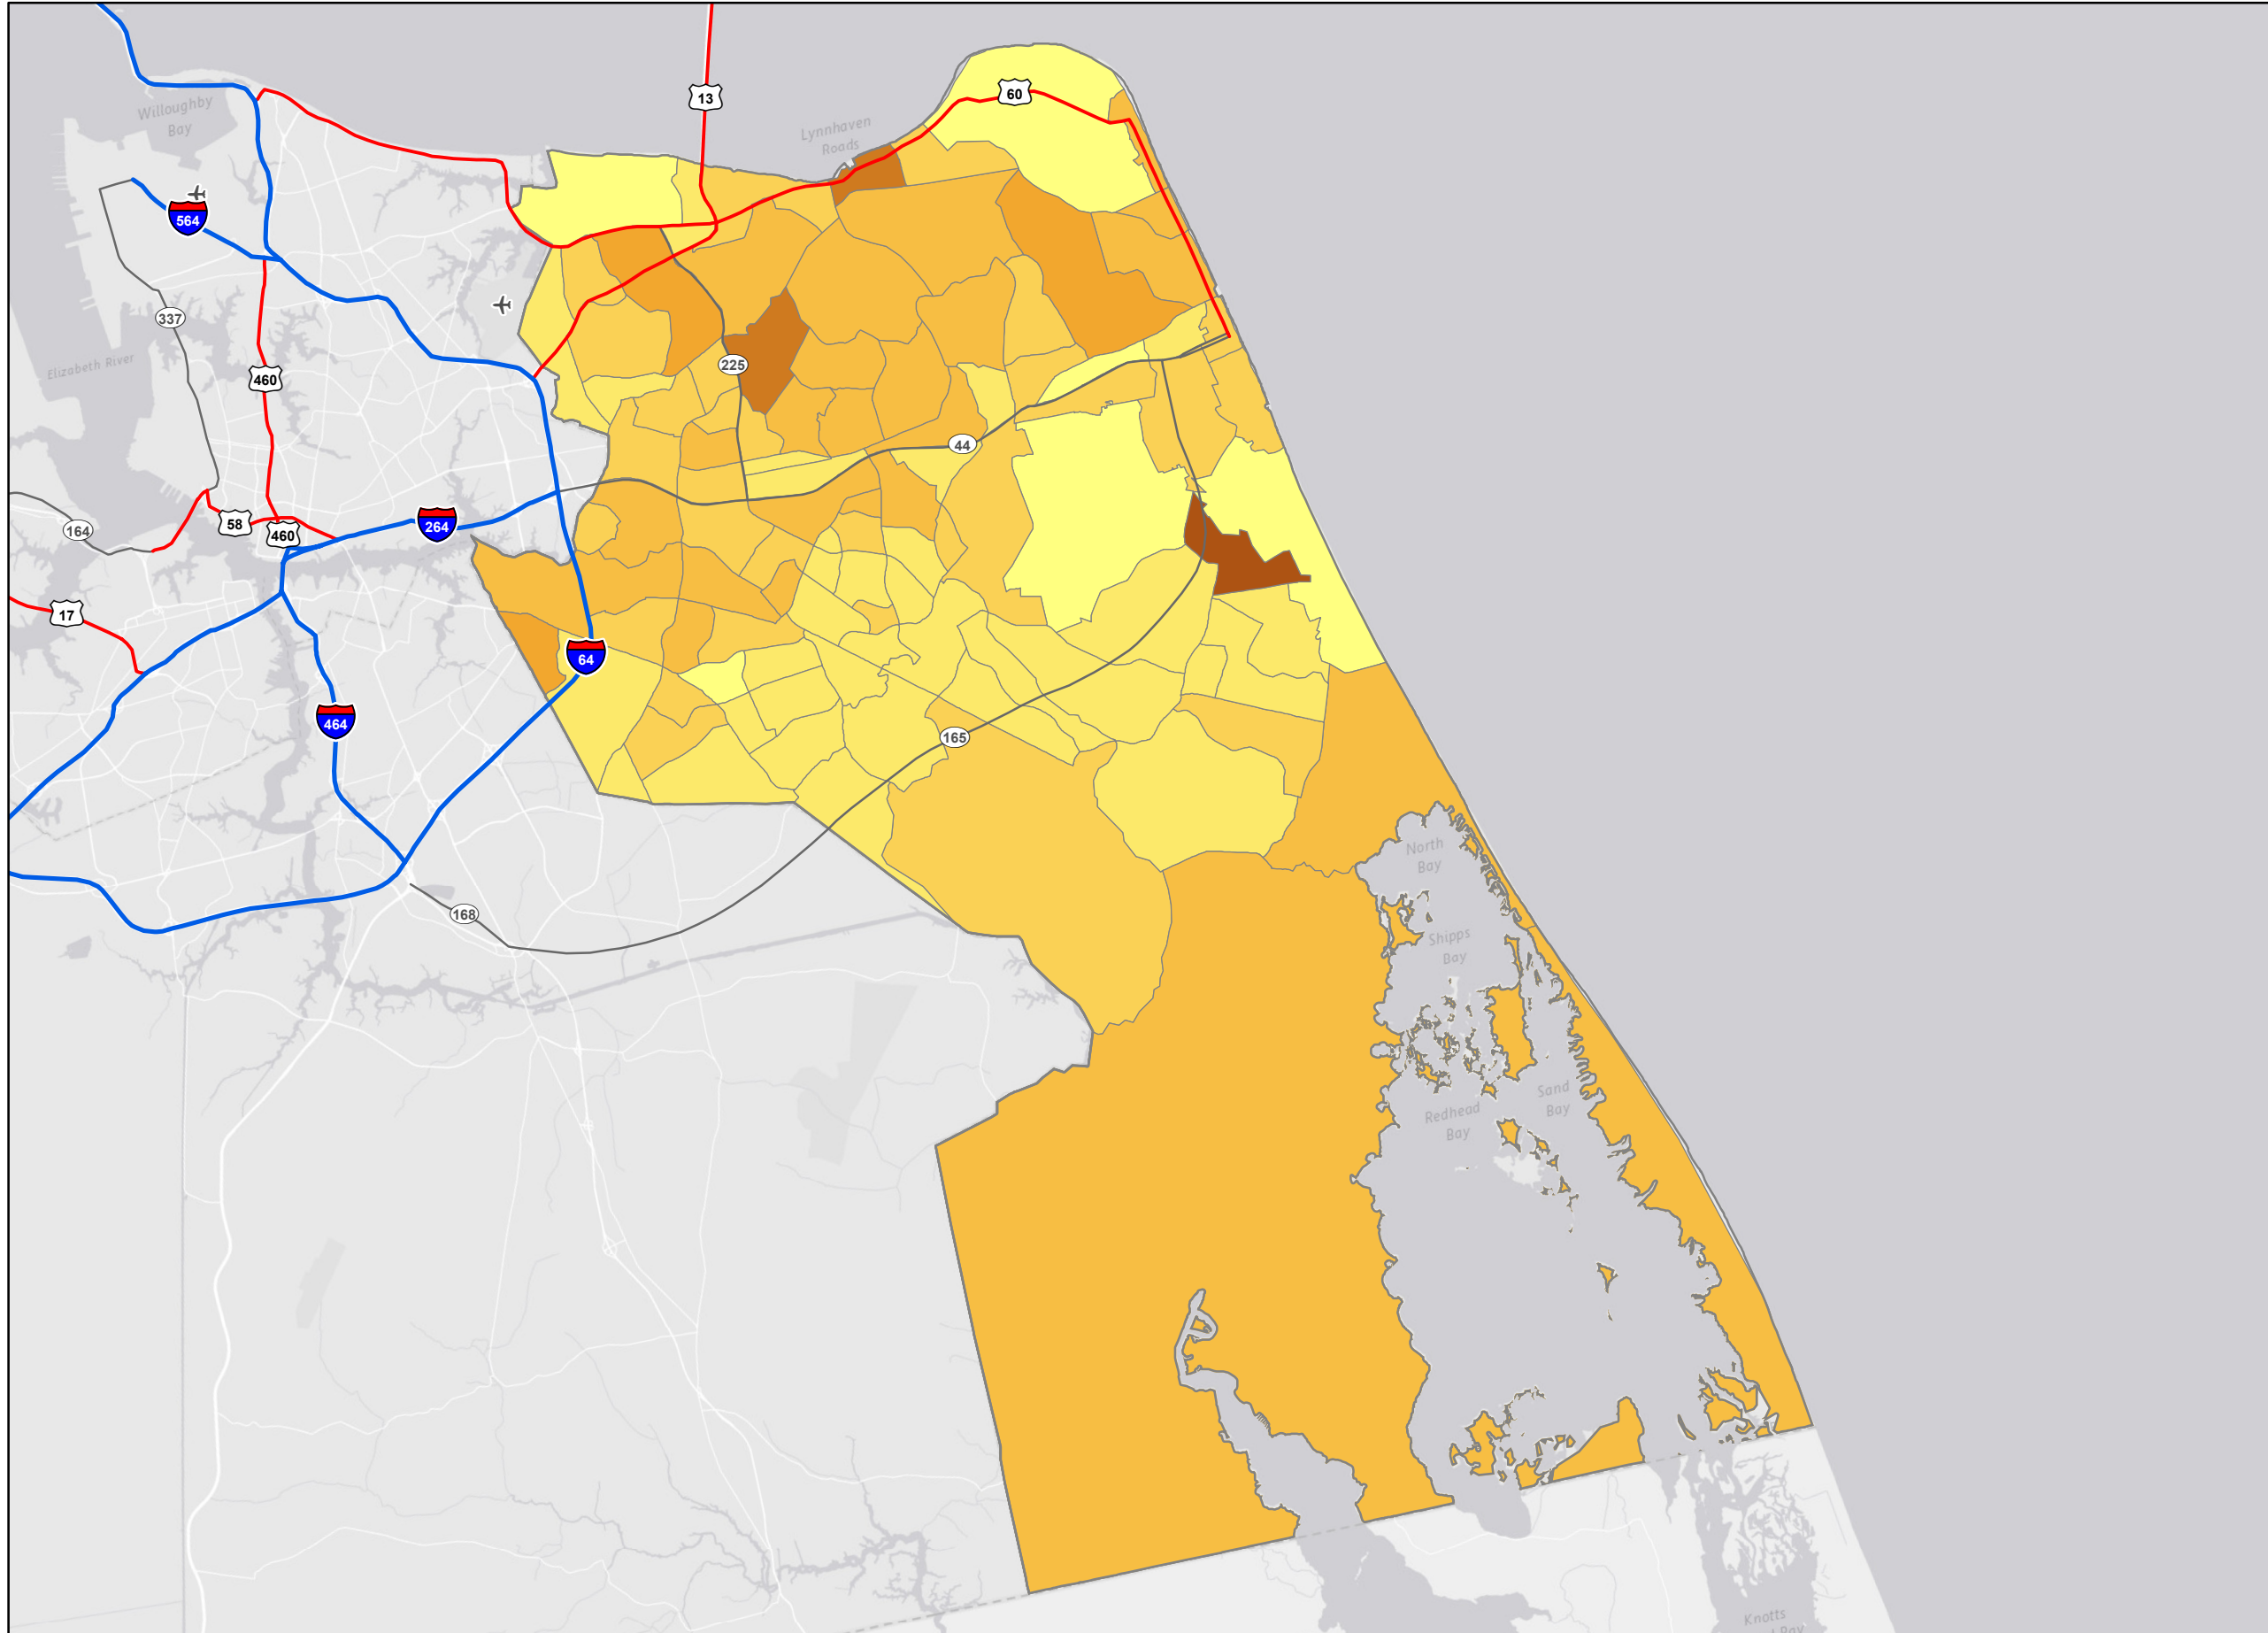 60
13
Willoughby
Bay
Lynnhaven
Roads
564
337
Elizabeth River
225
460
44
264
58
164
460
17
64
464
165
North
Bay
168
Shipps
Bay
Sand
Bay
Redhead
Bay
Knotts